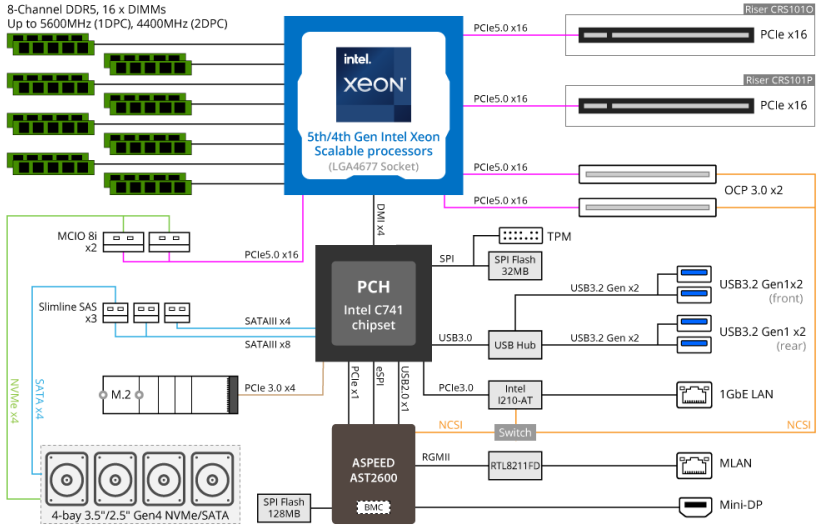 8-Channel DDR5, 16 x DIMMs
Up to 5600MHz (1DPC), 4400MHz (2DPC)
intel.
xeon
5th/4th Gen Intel Xeon
Scalable processors
(LGA4677 Socket)
PCIe5.0 x16
Riser CRS101O
PCIe x16
PCIe5.0 x16
Riser CRS101P
PCIe x16
PCIe5.0 x16
PCIe5.0 x16
OCP 3.0 x2
DMI x4
MCIO 8i
x2
PCIe5.0 x16
PCH
Intel C741
chipset
SPI
TPM
SPI Flash
32MB
Slimline SAS
x3
SATAIII x4
SATAIII x8
USB3.0
USB Hub
USB3.2 Gen x2
USB3.2 Gen1x2
(front)
USB3.2 Gen x2
USB3.2 Gen1 x2
(rear)
M.2
PCIe 3.0 x4
NVMe x4
SATA x4
PCIe x1
eSPI
USB2.0 x1
PCIe3.0
Intel
I210-AT
1GbE LAN
NCSI
Switch
NCSI
ASPEED
AST2600
BMC
RGMII
RTL8211FD
MLAN
SPI Flash
128MB
Mini-DP
4-bay 3.5"/2.5" Gen4 NVMe/SATA